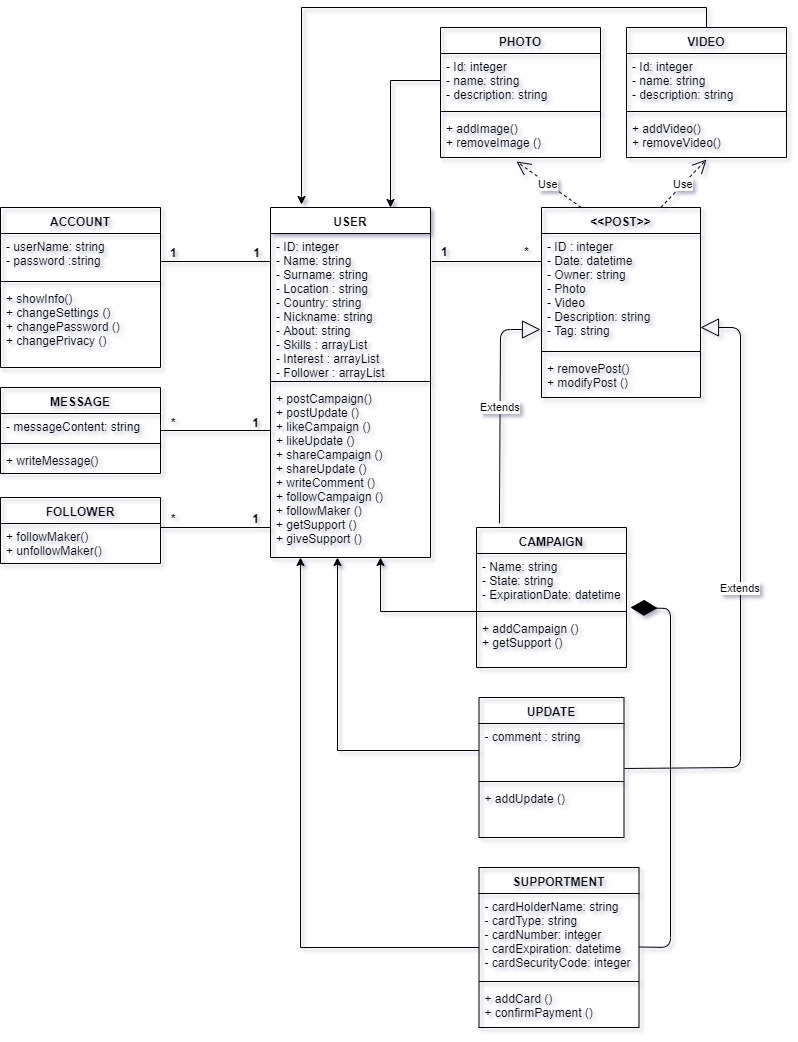 PHOTO
- Id: integer
- name: string
- description: string
+ addImage()
+ removeImage ()
VIDEO
- Id: integer
- name: string
- description: string
+ addVideo()
+ removeVideo()
Use
Use
ACCOUNT
- userName: string
- password :string
+ showInfo()
+ changeSettings ()
+ changePassword ()
+ changePrivacy ()
1
1
USER
- ID: integer
- Name: string
- Surname: string
- Location : string
- Country: string
- Nickname: string
- About: string
- Skills : arrayList
- Interest : arrayList
- Follower : arrayList
+ postCampaign()
+ postUpdate ()
+ likeCampaign ()
+ likeUpdate ()
+ shareCampaign ()
+ shareUpdate ()
+ writeComment ()
+ followCampaign ()
+ followMaker ()
+ getSupport ()
+ giveSupport ()
1
*
<<POST>>
- ID : integer
- Date: datetime
- Owner: string
- Photo
- Video
- Description: string
- Tag: string
+ removePost()
+ modifyPost ()
MESSAGE
- messageContent: string
+ writeMessage()
*
1
FOLLOWER
+ followMaker()
+ unfollowMaker()
*
1
Extends
CAMPAIGN
- Name: string
- State: string
- ExpirationDate: datetime
+ addCampaign ()
+ getSupport ()
Extends
UPDATE
- comment : string
+ addUpdate ()
SUPPORTMENT
- cardHolderName: string
- cardType: string
- cardNumber: integer
- cardExpiration: datetime
- cardSecurityCode: integer
+ addCard ()
+ confirmPayment ()